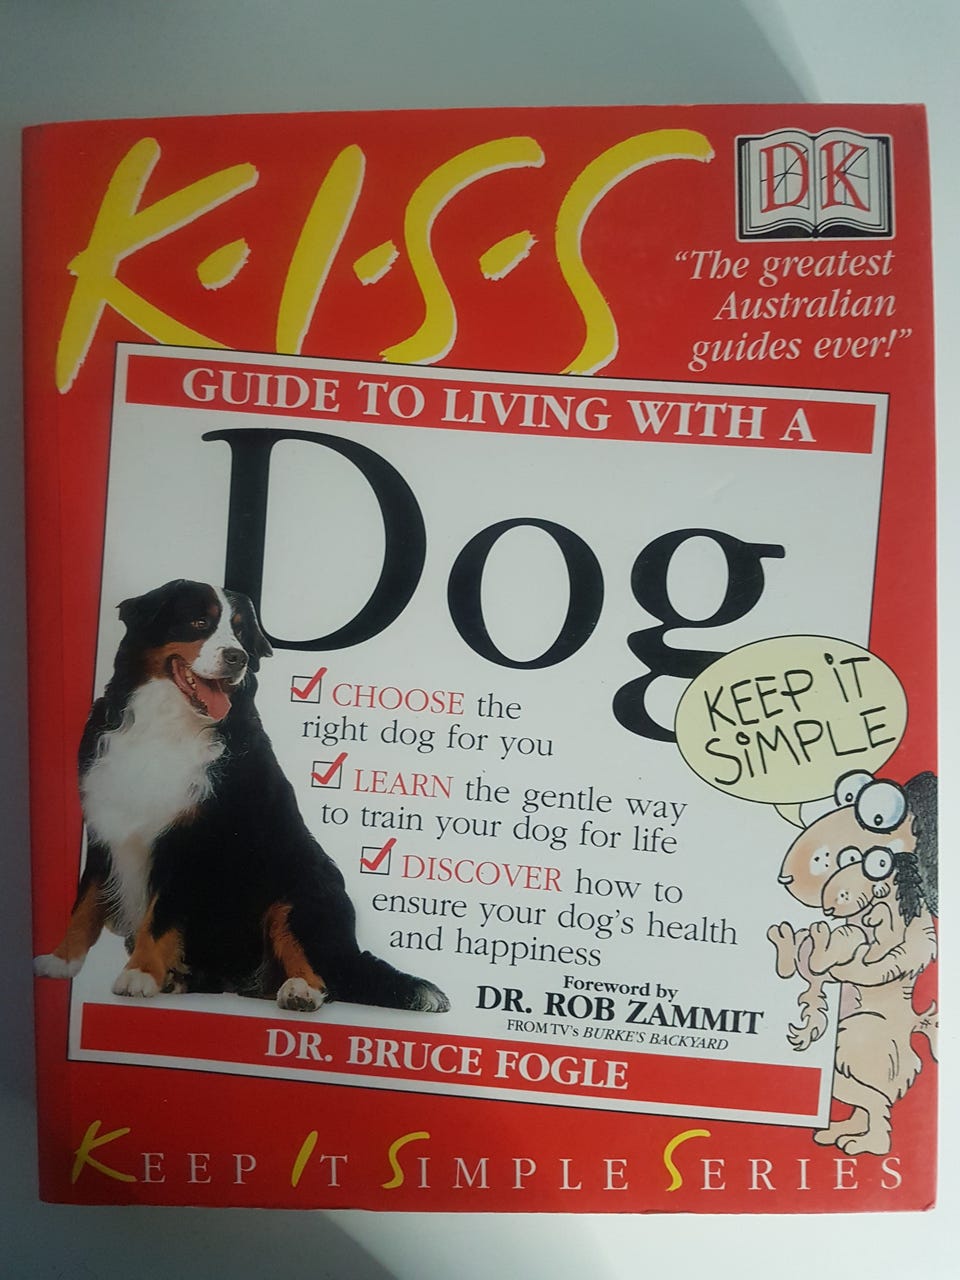 K·I·S·S
DK
"The greatest
Australian
guides ever!"
GUIDE TO LIVING WITH A
Dog
CHOOSE the
right dog for you
LEARN the gentle way
to train your dog for life
DISCOVER how to
ensure your dog's health
and happiness
KEEP iT
SiMPLE
Foreword by
DR. ROB ZAMMIT
FROM TV's BURKE'S BACKYARD
DR. BRUCE FOGLE
KEEP IT SIMPLE SERIES